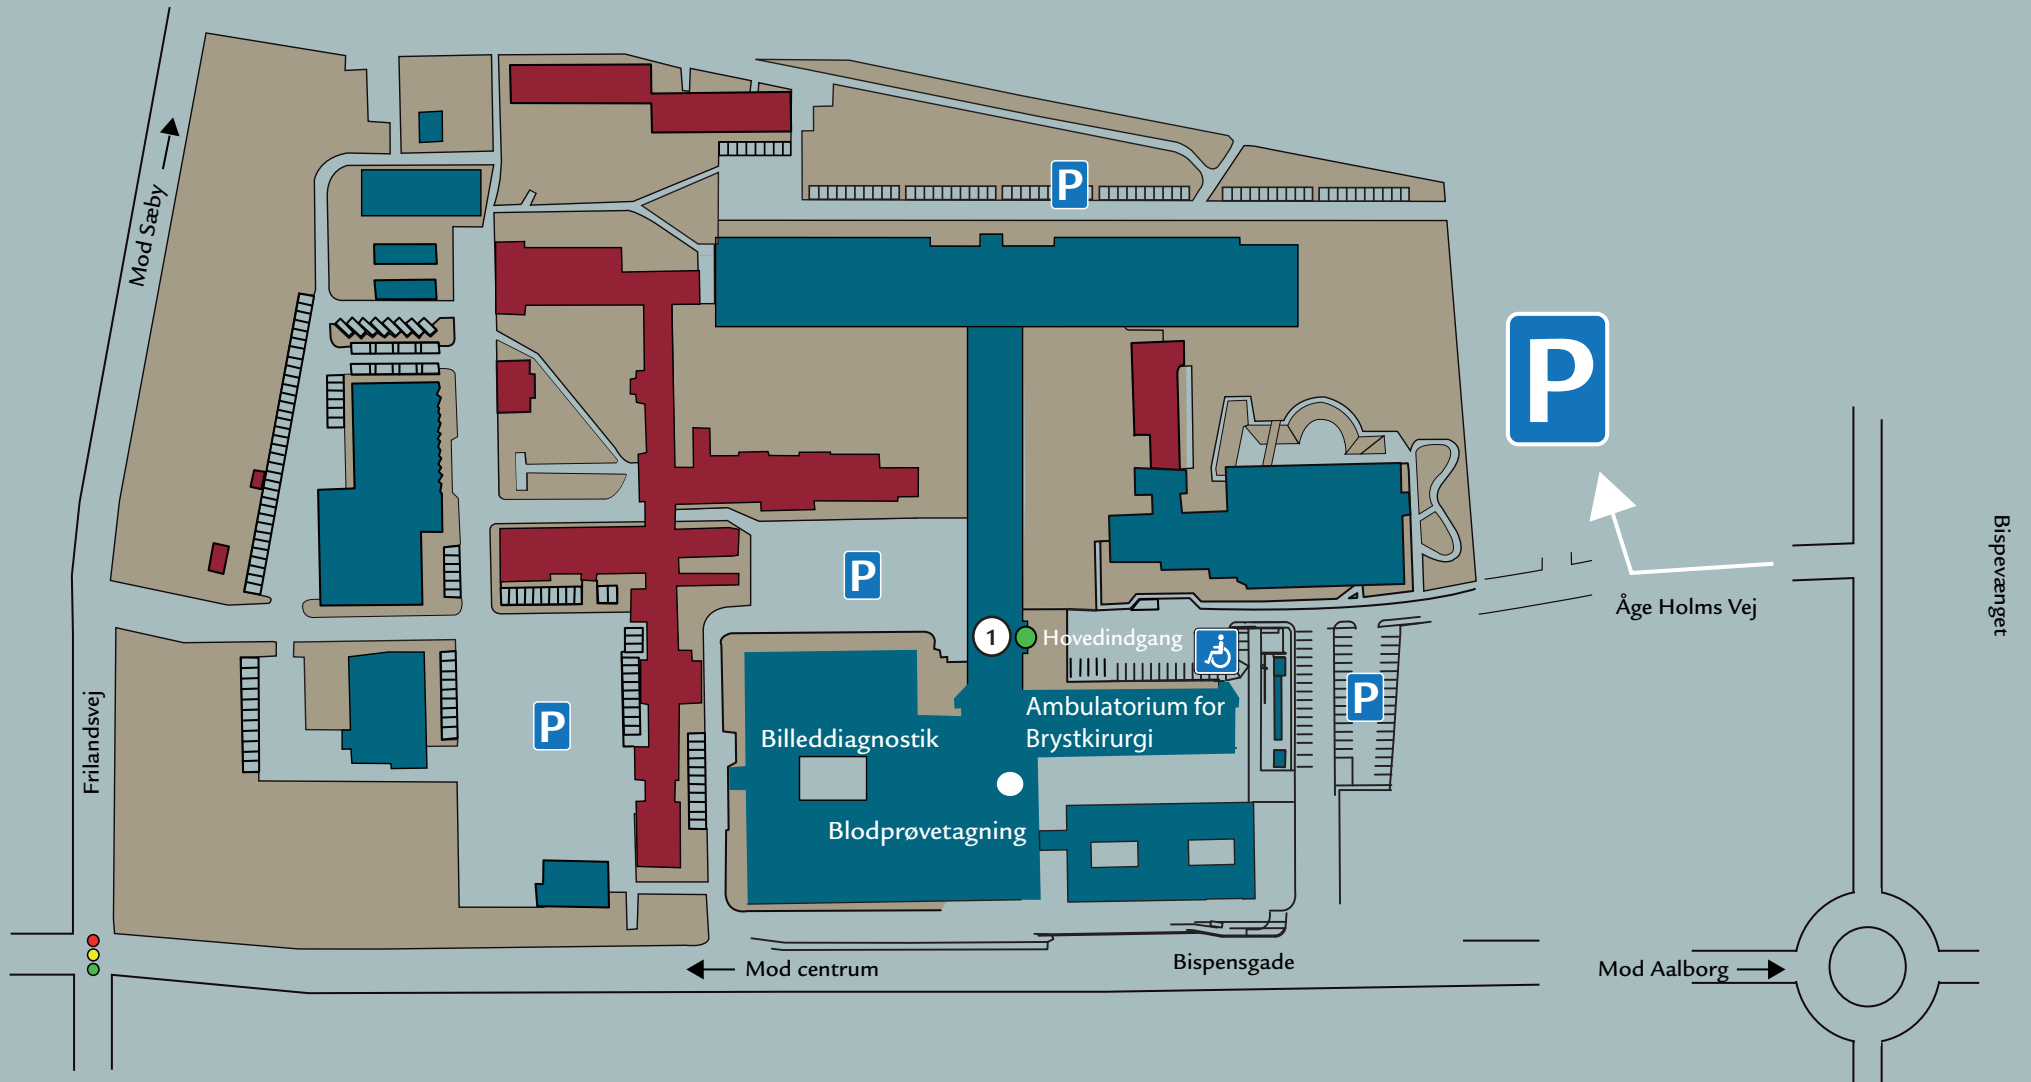 P
Mod Sæby
P
P
Bispevænget
Åge Holms Vej
1
Hovedindgang
P
P
Ambulatorium for
Brystkirurgi
Billeddiagnostik
Frilandsvej
Blodprøvetagning
Bispensgade
Mod centrum
Mod Aalborg